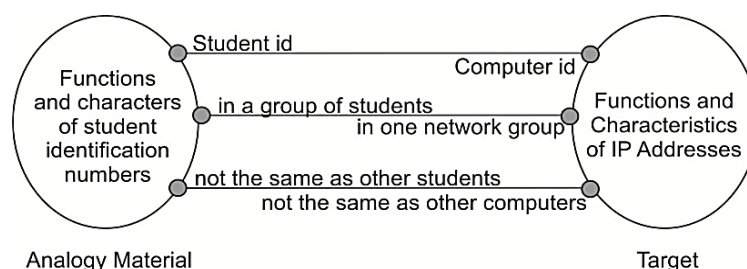 Functions
and characters
of student
identification
numbers
Student id
Computer id
in a group of students
in one network group
not the same as other students
not the same as other computers
Functions and
Characteristics
of IP Addresses
Analogy Material
Target